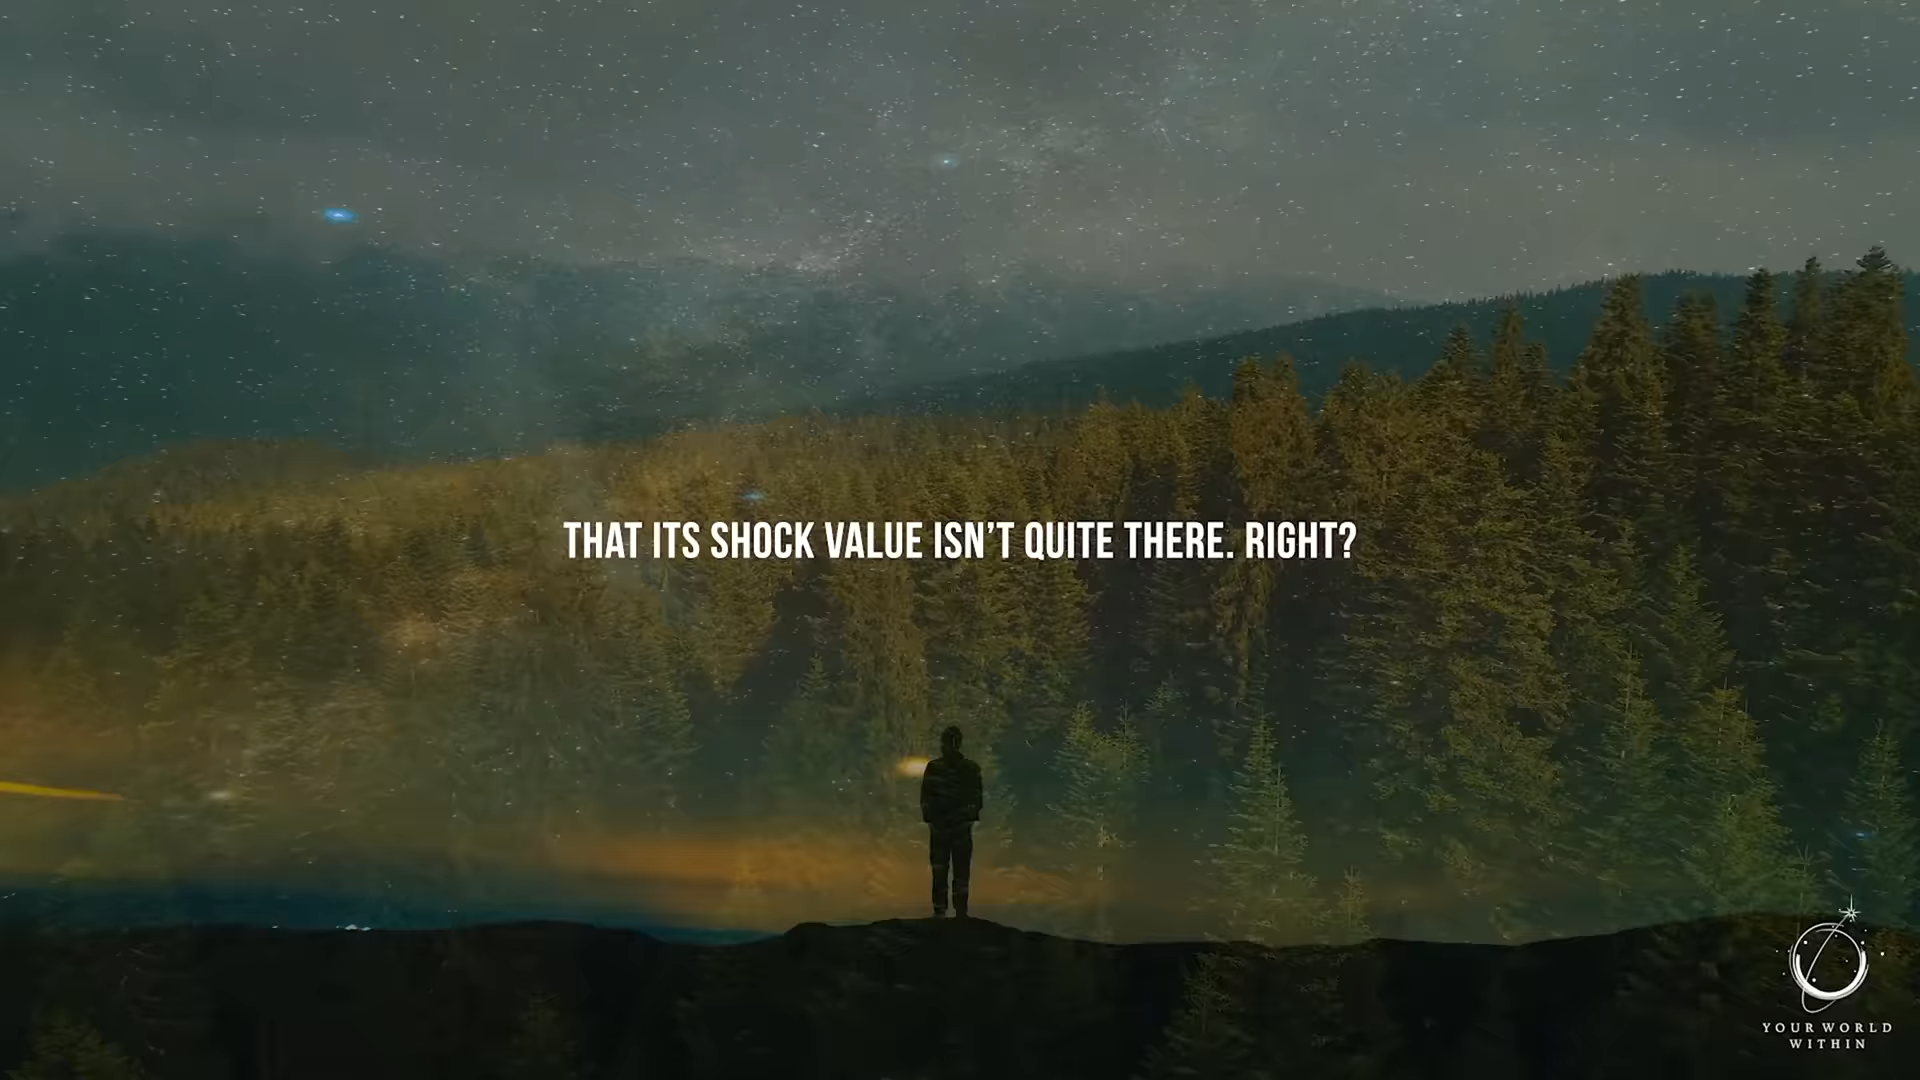 THAT ITS SHOCK VALUE ISN’T QUITE THERE. RIGHT?
YOUR WORLD
WITHIN